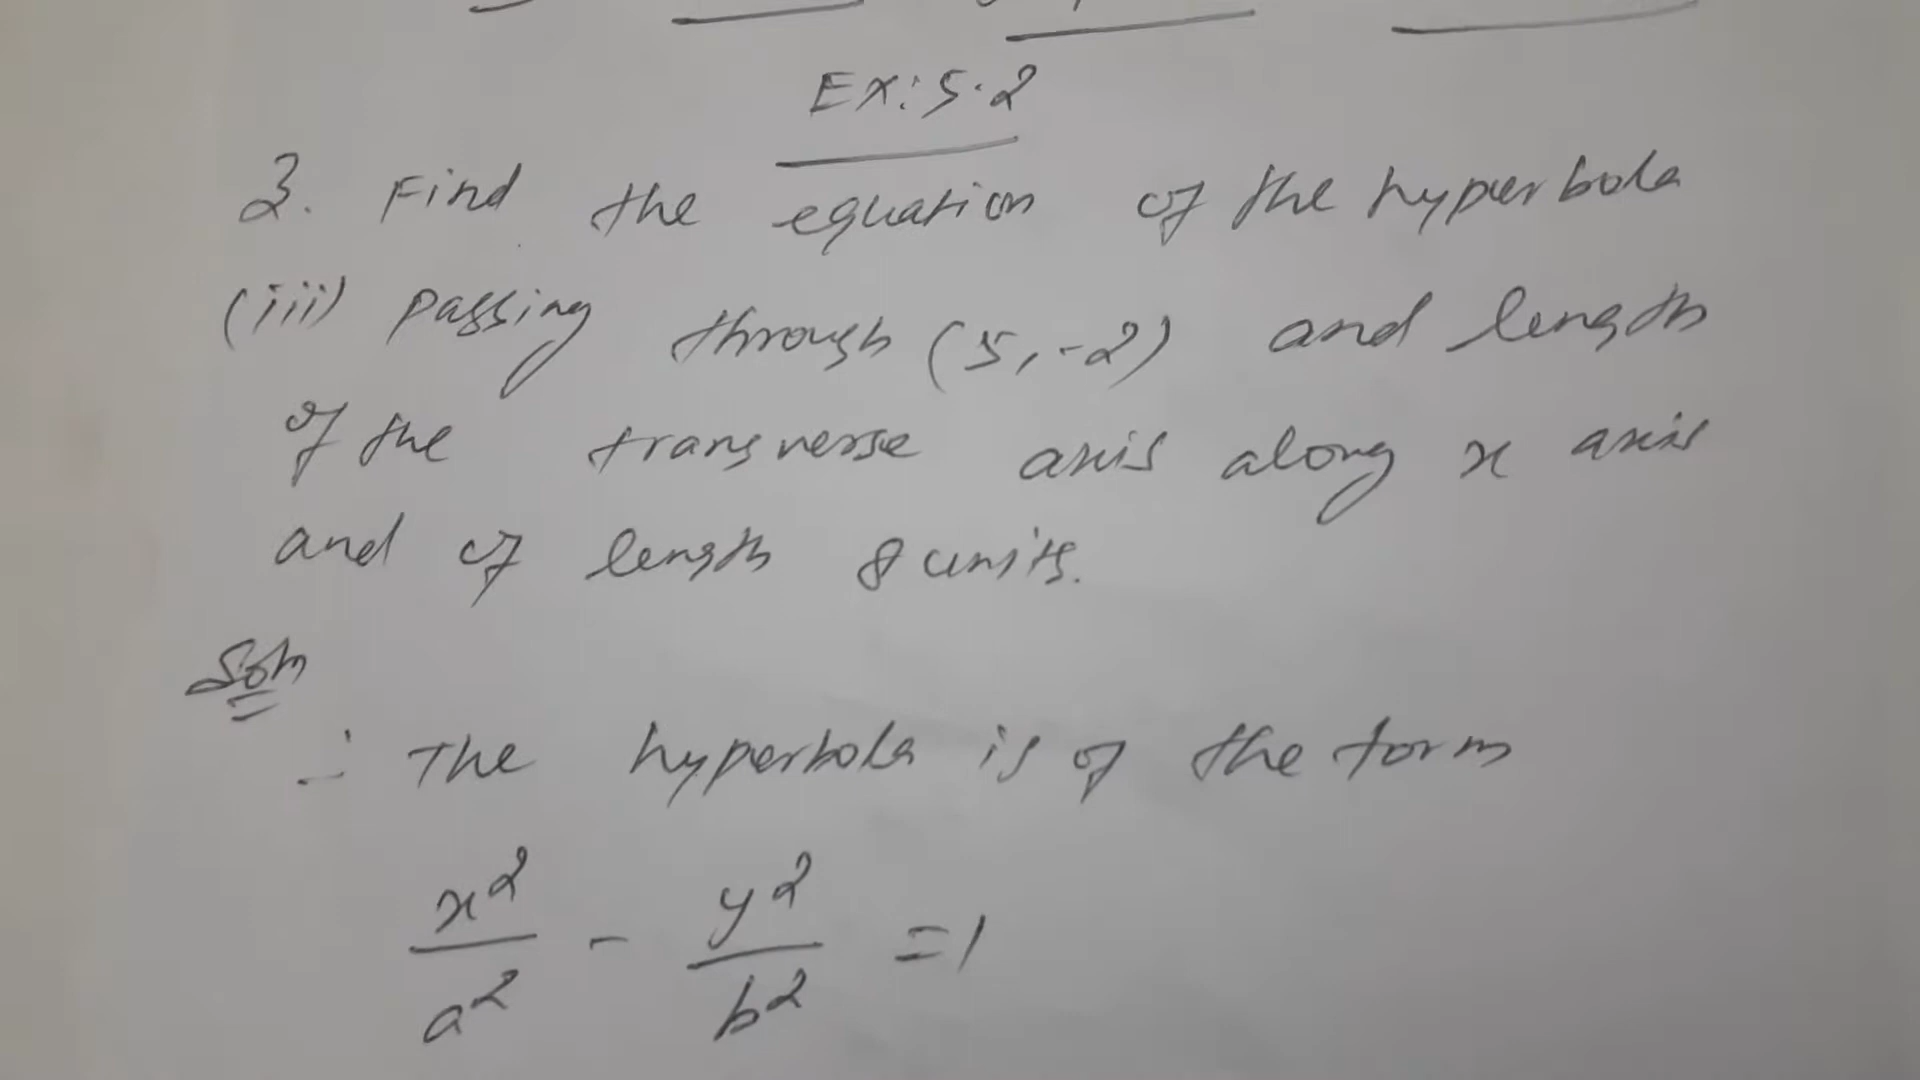 Ex: 5.2
3. Find the equation of the hyperbola
(iii) passing through (5,-2) and length
of the transverse axis along x axis
and of length 8 units.
Soln
∴ The hyperbola is of the form
x²/a² - y²/b² = 1